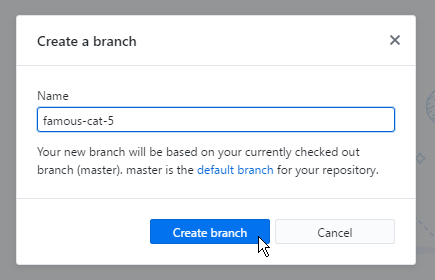 Create a branch
Name
famous-cat-5
Your new branch will be based on your currently checked out
branch (master). master is the default branch for your repository.
Create branch
Cancel